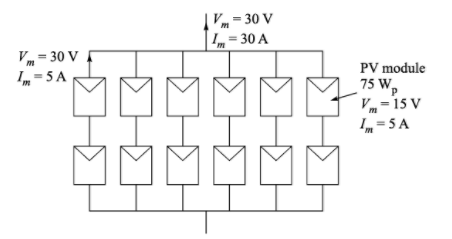 V_m = 30 V
I_m = 30 A
V_m = 30 V
I_m = 5 A
PV module
75 W_p
V_m = 15 V
I_m = 5 A